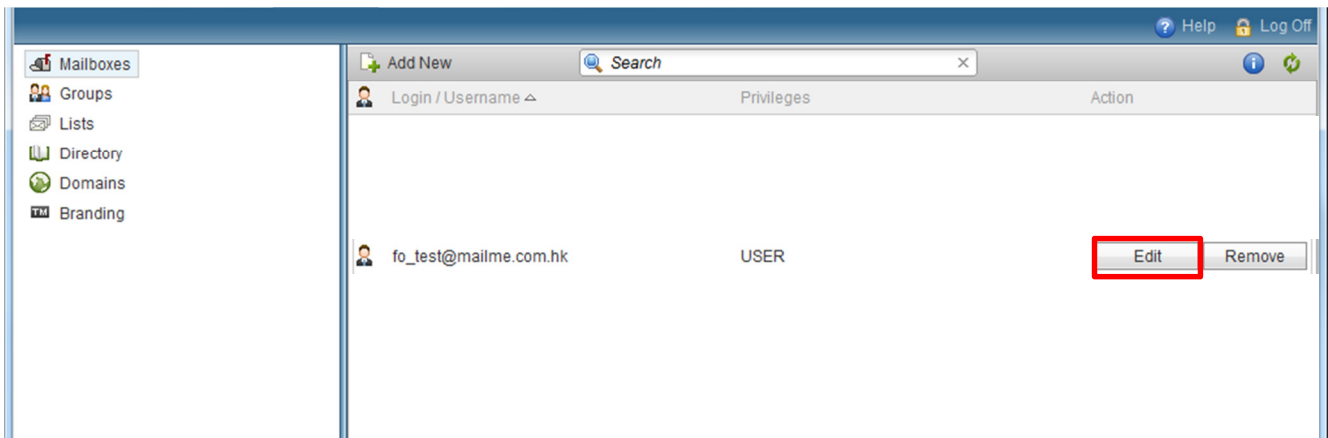 Help Log Off
Mailboxes
Groups
Lists
Directory
Domains
TM Branding
Add New Search
Login / Username Privileges Action
fo_test@mailme.com.hk USER Edit Remove